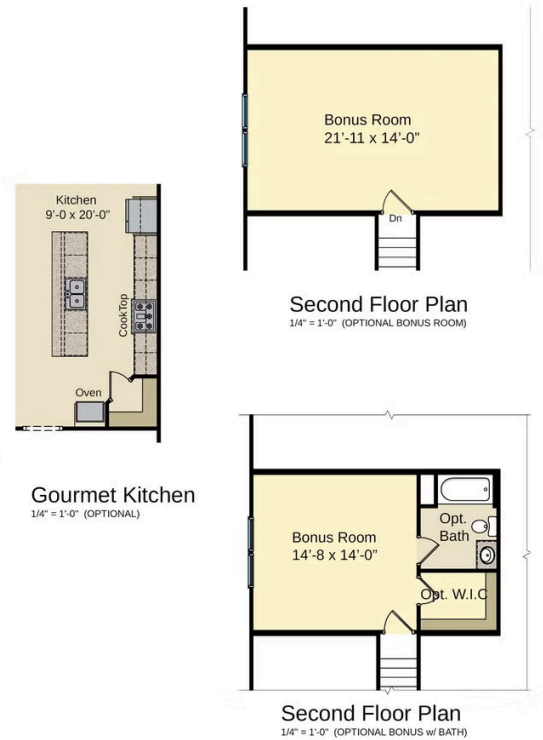 Bonus Room
21'-11 x 14'-0"
Dn
Second Floor Plan
1/4" = 1'-0" (OPTIONAL BONUS ROOM)
Kitchen
9'-0 x 20'-0"
CookTop
Oven
Gourmet Kitchen
1/4" = 1'-0" (OPTIONAL)
Opt.
Bath
Bonus Room
14'-8 x 14'-0"
Opt. W.I.C
Second Floor Plan
1/4" = 1'-0" (OPTIONAL BONUS w/ BATH)